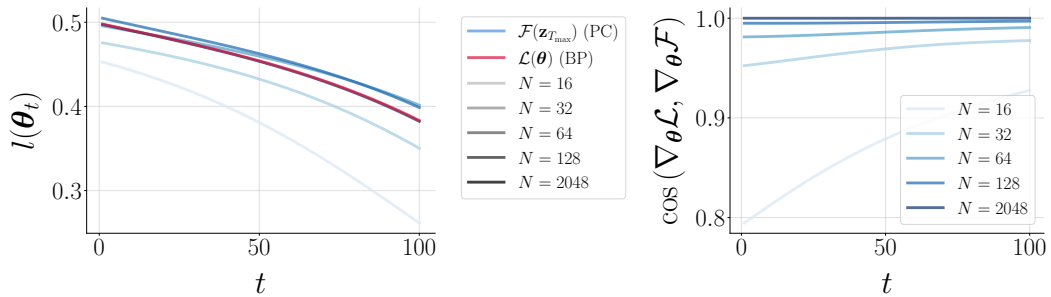 0.5
0.4
0.3
l(θₜ)
0
50
100
t
ℱ(z_{T_max}) (PC)
ℒ(θ) (BP)
N = 16
N = 32
N = 64
N = 128
N = 2048
1.0
0.9
0.8
cos (∇_θℒ, ∇_θℱ)
0
50
100
t
N = 16
N = 32
N = 64
N = 128
N = 2048